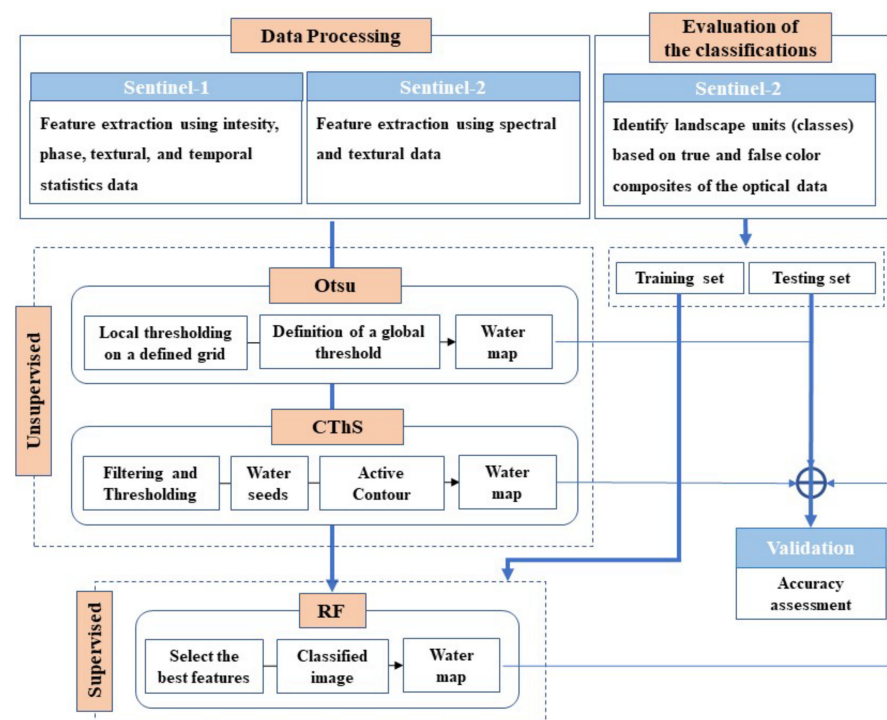 Data Processing
Sentinel-1
Feature extraction using intesity,
phase, textural, and temporal
statistics data
Sentinel-2
Feature extraction using spectral
and textural data
Evaluation of
the classifications
Sentinel-2
Identify landscape units (classes)
based on true and false color
composites of the optical data
Training set
Testing set
Unsupervised
Otsu
Local thresholding
on a defined grid
Definition of a global
threshold
Water
map
CThS
Filtering and
Thresholding
Water
seeds
Active
Contour
Water
map
Validation
Accuracy
assessment
Supervised
RF
Select the
best features
Classified
image
Water
map